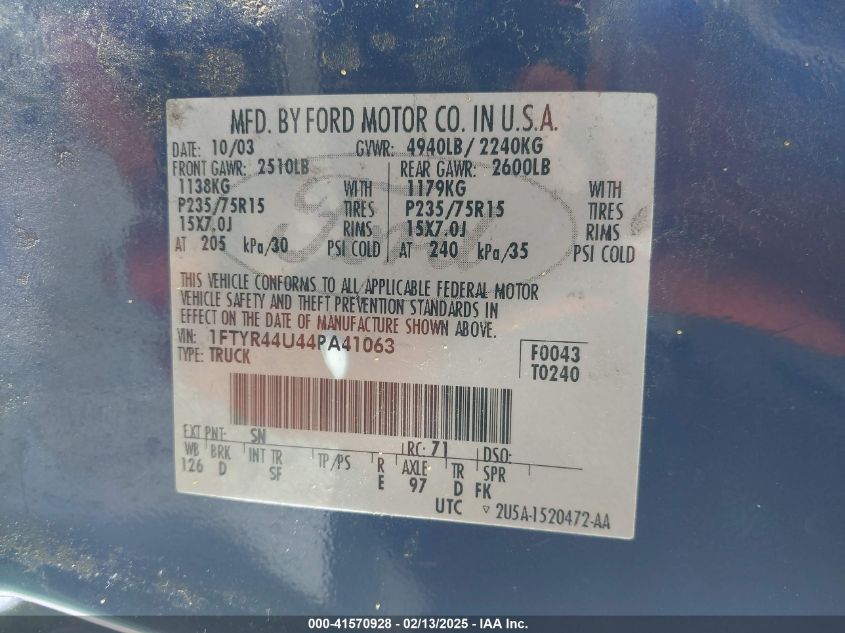 MFD. BY FORD MOTOR CO. IN U.S.A.
DATE: 10/03 GVWR: 4940LB/ 2240KG
FRONT GAWR: 2510LB REAR GAWR: 2600LB
1138KG WITH 1179KG WITH
P235/75R15 TIRES P235/75R15 TIRES
15X7.0J RIMS 15X7.0J RIMS
AT 205 kPa/30 PSI COLD AT 240 kPa/35 PSI COLD
Ford
THIS VEHICLE CONFORMS TO ALL APPLICABLE FEDERAL MOTOR
VEHICLE SAFETY AND THEFT PREVENTION STANDARDS IN
EFFECT ON THE DATE OF MANUFACTURE SHOWN ABOVE.
VIN: 1FTYR44U44PA41063 F0043
TYPE: TRUCK T0240
EXT PNT: SN RC: 71 DSO:
WB BRK INT TR TP/PS R AXLE TR SPR
126 D SF E 97 D FK
UTC ▽ 2U5A-1520472-AA
000-41570928 - 02/13/2025 - IAA Inc.